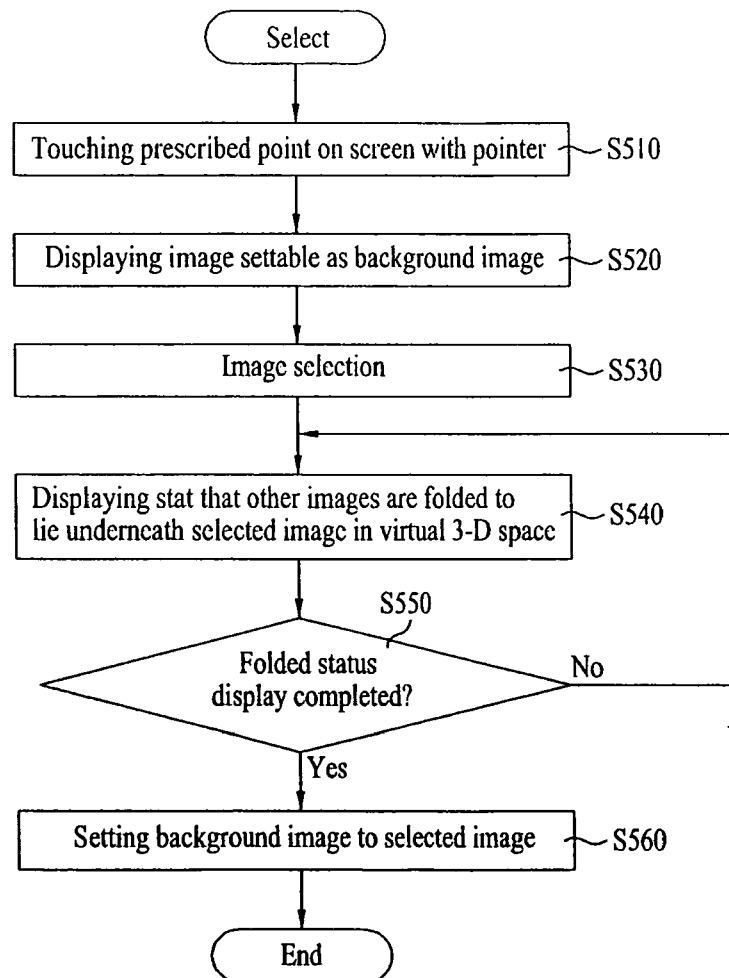 Select
Touching prescribed point on screen with pointer
S510
Displaying image settable as background image
S520
Image selection
S530
Displaying stat that other images are folded to
lie underneath selected image in virtual 3-D space
S540
S550
Folded status
display completed?
No
Yes
Setting background image to selected image
S560
End